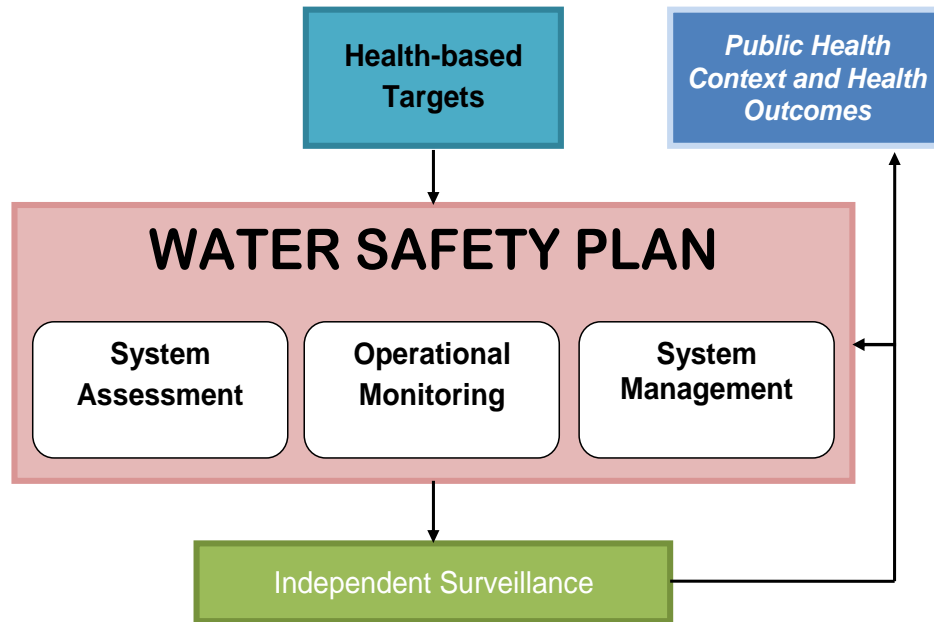 Health-based
Targets
Public Health
Context and Health
Outcomes
WATER SAFETY PLAN
System
Assessment
Operational
Monitoring
System
Management
Independent Surveillance